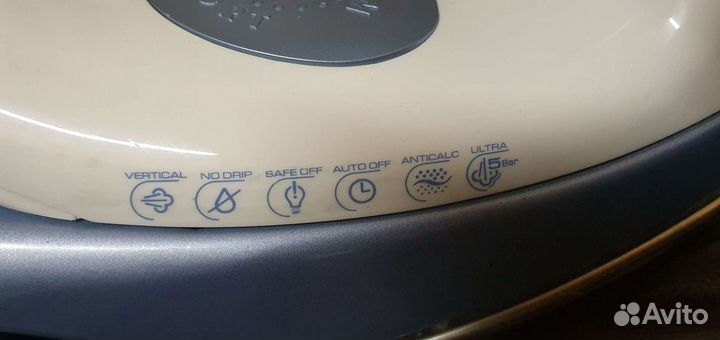 VERTICAL NO DRIP SAFE OFF AUTO OFF ANTICALC ULTRA
5 Bar
Avito